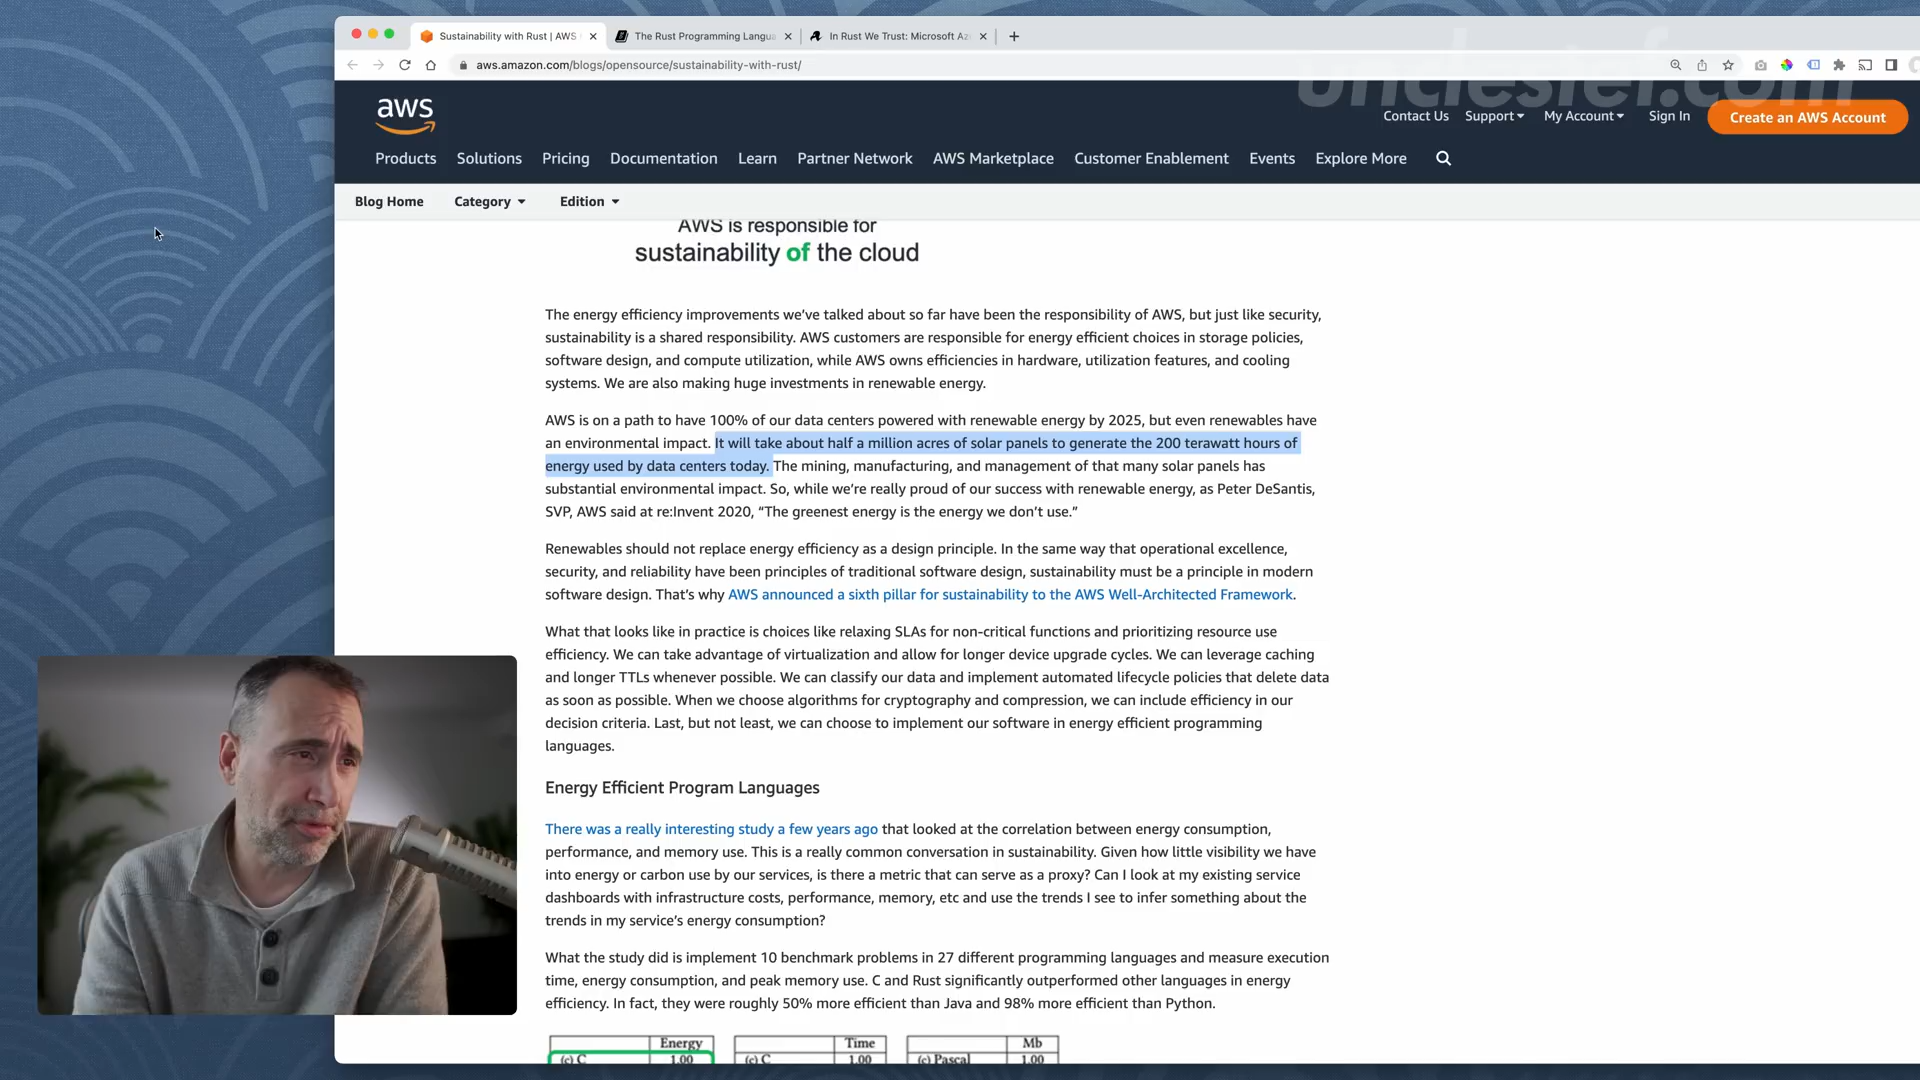 Sustainability with Rust | AWS
The Rust Programming Langua
In Rust We Trust: Microsoft Az
aws.amazon.com/blogs/opensource/sustainability-with-rust/
unclestef.com
aws
Contact Us Support My Account Sign In Create an AWS Account
Products Solutions Pricing Documentation Learn Partner Network AWS Marketplace Customer Enablement Events Explore More
Blog Home Category Edition
AWS is responsible for
sustainability of the cloud
The energy efficiency improvements we’ve talked about so far have been the responsibility of AWS, but just like security,
sustainability is a shared responsibility. AWS customers are responsible for energy efficient choices in storage policies,
software design, and compute utilization, while AWS owns efficiencies in hardware, utilization features, and cooling
systems. We are also making huge investments in renewable energy.
AWS is on a path to have 100% of our data centers powered with renewable energy by 2025, but even renewables have
an environmental impact. It will take about half a million acres of solar panels to generate the 200 terawatt hours of
energy used by data centers today. The mining, manufacturing, and management of that many solar panels has
substantial environmental impact. So, while we’re really proud of our success with renewable energy, as Peter DeSantis,
SVP, AWS said at re:Invent 2020, “The greenest energy is the energy we don’t use.”
Renewables should not replace energy efficiency as a design principle. In the same way that operational excellence,
security, and reliability have been principles of traditional software design, sustainability must be a principle in modern
software design. That’s why AWS announced a sixth pillar for sustainability to the AWS Well-Architected Framework.
What that looks like in practice is choices like relaxing SLAs for non-critical functions and prioritizing resource use
efficiency. We can take advantage of virtualization and allow for longer device upgrade cycles. We can leverage caching
and longer TTLs whenever possible. We can classify our data and implement automated lifecycle policies that delete data
as soon as possible. When we choose algorithms for cryptography and compression, we can include efficiency in our
decision criteria. Last, but not least, we can choose to implement our software in energy efficient programming
languages.
Energy Efficient Program Languages
There was a really interesting study a few years ago that looked at the correlation between energy consumption,
performance, and memory use. This is a really common conversation in sustainability. Given how little visibility we have
into energy or carbon use by our services, is there a metric that can serve as a proxy? Can I look at my existing service
dashboards with infrastructure costs, performance, memory, etc and use the trends I see to infer something about the
trends in my service’s energy consumption?
What the study did is implement 10 benchmark problems in 27 different programming languages and measure execution
time, energy consumption, and peak memory use. C and Rust significantly outperformed other languages in energy
efficiency. In fact, they were roughly 50% more efficient than Java and 98% more efficient than Python.
Energy Time Mb
(c) C 1.00 (c) C 1.00 (c) Pascal 1.00